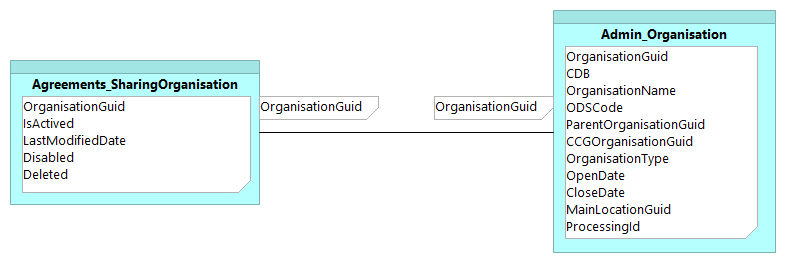 Agreements_SharingOrganisation
OrganisationGuid
IsActived
LastModifiedDate
Disabled
Deleted
OrganisationGuid
OrganisationGuid
Admin_Organisation
OrganisationGuid
CDB
OrganisationName
ODSCode
ParentOrganisationGuid
CCGOrganisationGuid
OrganisationType
OpenDate
CloseDate
MainLocationGuid
ProcessingId